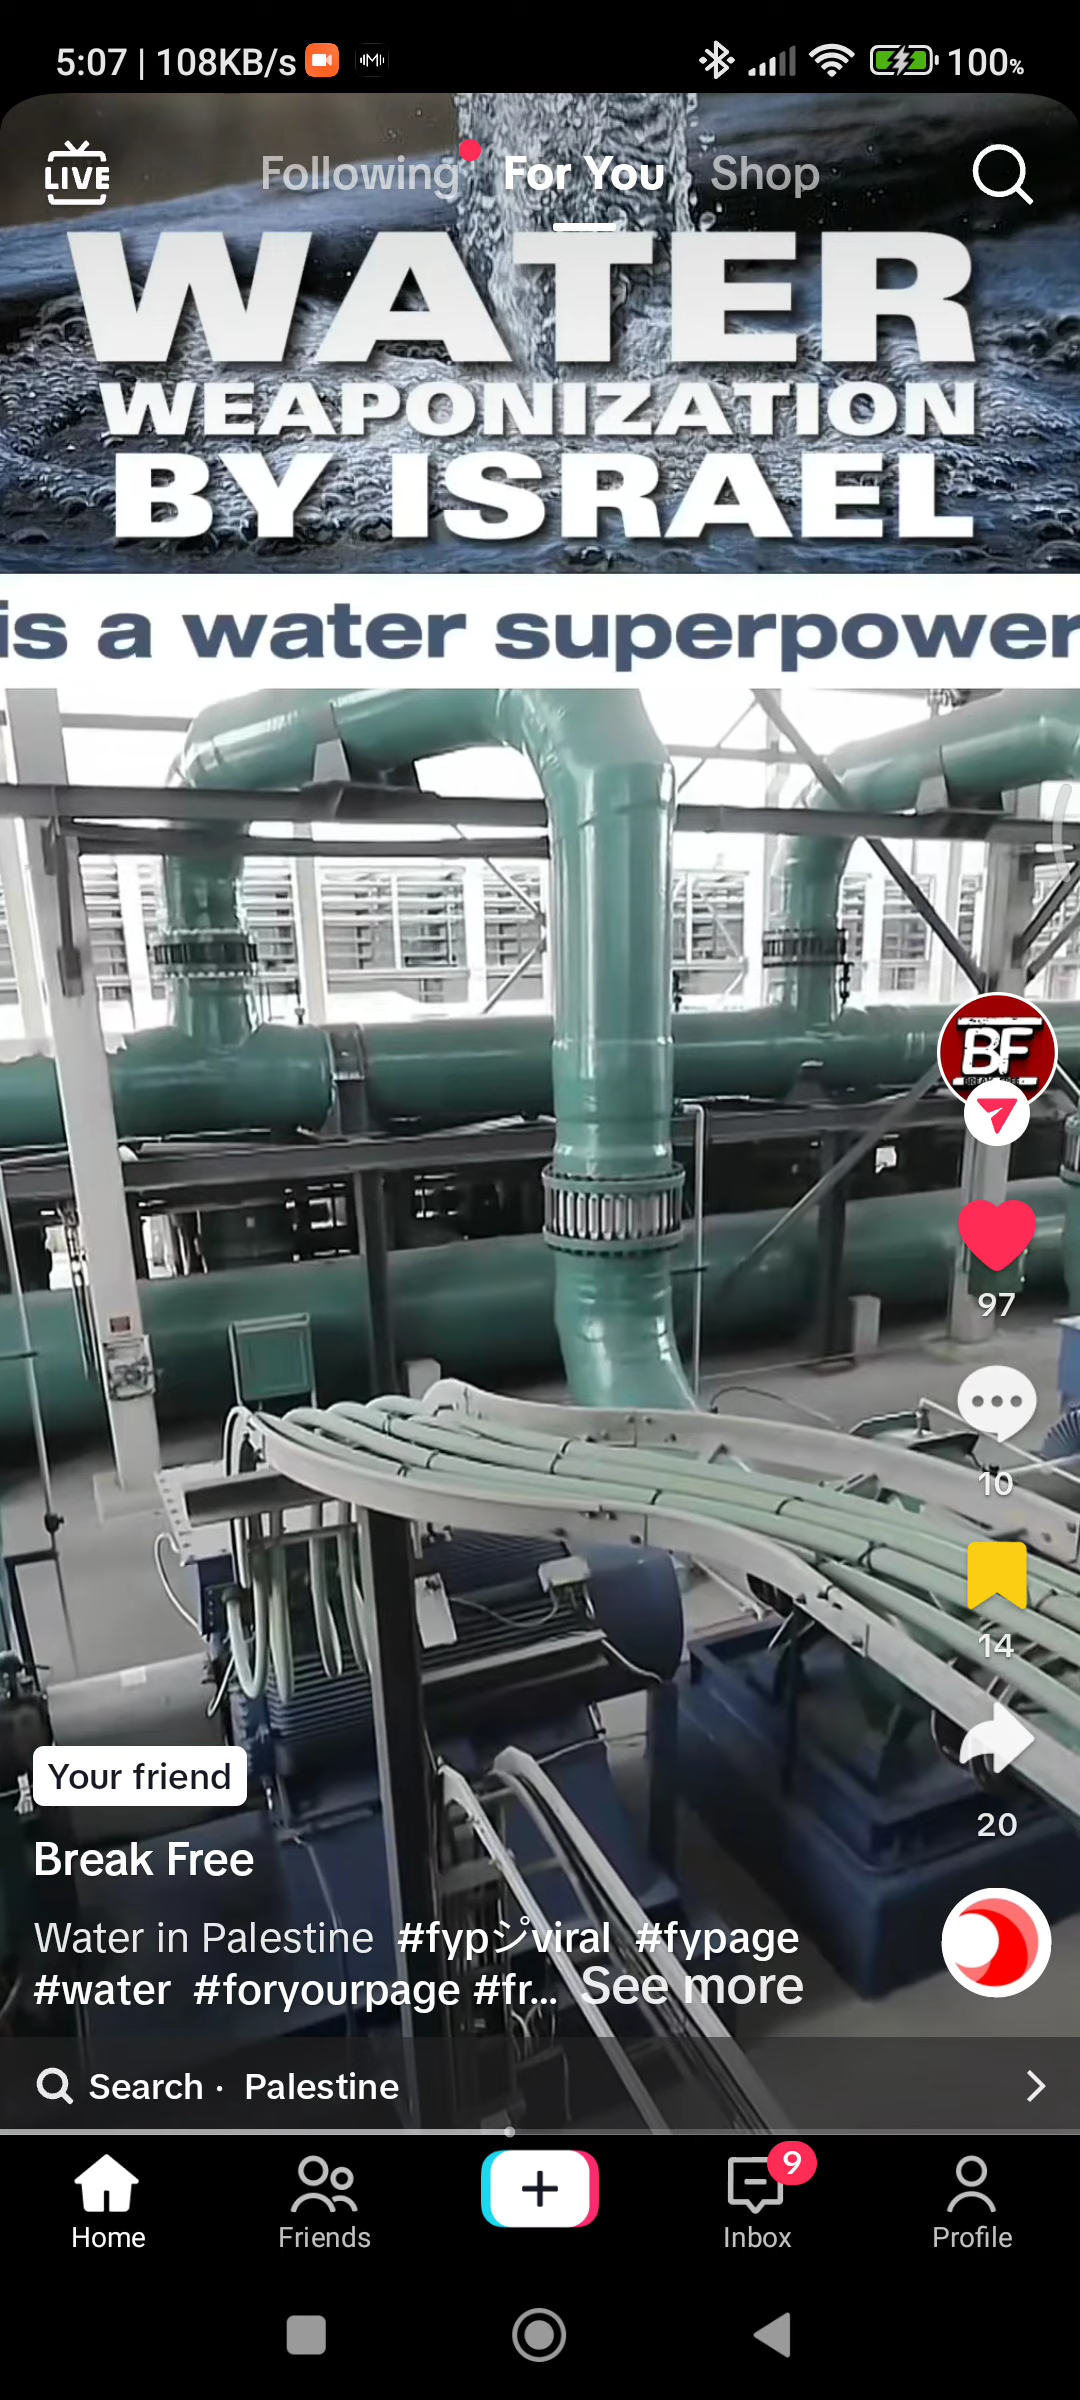 5:07 | 108KB/s
100%
LIVE
Following
For You
Shop
WATER
WEAPONIZATION
BY ISRAEL
is a water superpower
BF
BREAK FREE
97
10
14
20
Your friend
Break Free
Water in Palestine #fypシviral #fypage
#water #foryourpage #fr... See more
Search · Palestine
9
Home
Friends
Inbox
Profile